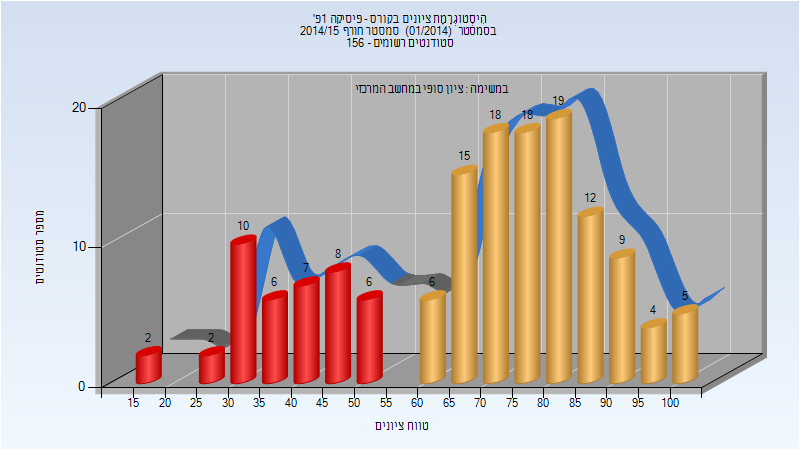 היסטוגרמת ציונים בקורס - פיסיקה 1פ'
בסמסטר (01/2014) סמסטר חורף 2014/15
סטודנטים רשומים - 156
במשימה : ציון סופי במחשב המרכזי
מספר סטודנטים
20
10
0
2
2
10
6
7
8
6
6
15
18
18
19
12
9
4
5
15 20 25 30 35 40 45 50 55 60 65 70 75 80 85 90 95 100
טווח ציונים